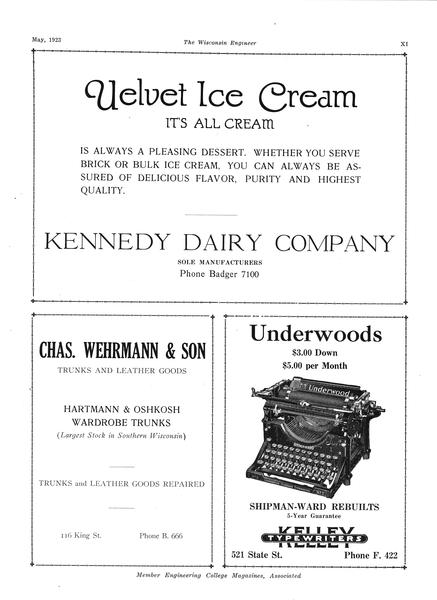 May, 1923 The Wisconsin Engineer XI
Velvet Ice Cream
IT'S ALL CREAM
IS ALWAYS A PLEASING DESSERT. WHETHER YOU SERVE
BRICK OR BULK ICE CREAM, YOU CAN ALWAYS BE AS-
SURED OF DELICIOUS FLAVOR, PURITY AND HIGHEST
QUALITY.
KENNEDY DAIRY COMPANY
SOLE MANUFACTURERS
Phone Badger 7100
CHAS. WEHRMANN & SON
TRUNKS AND LEATHER GOODS
HARTMANN & OSHKOSH
WARDROBE TRUNKS
(Largest Stock in Southern Wisconsin)
TRUNKS and LEATHER GOODS REPAIRED
116 King St. Phone B. 666
Underwoods
$3.00 Down
$5.00 per Month
Underwood
SHIPMAN-WARD REBUILTS
5-Year Guarantee
KELLEY
TYPEWRITERS
521 State St. Phone F. 422
Member Engineering College Magazines, Associated